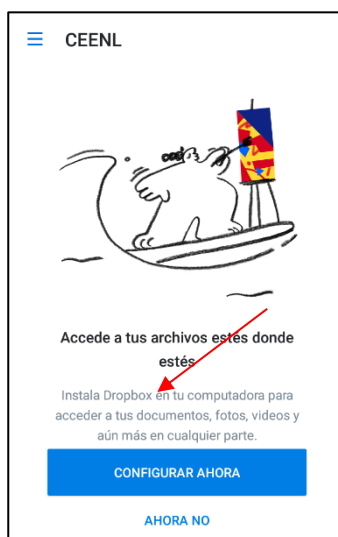 CEENL
Accede a tus archivos estés donde
estés
Instala Dropbox en tu computadora para
acceder a tus documentos, fotos, videos y
aún más en cualquier parte.
CONFIGURAR AHORA
AHORA NO